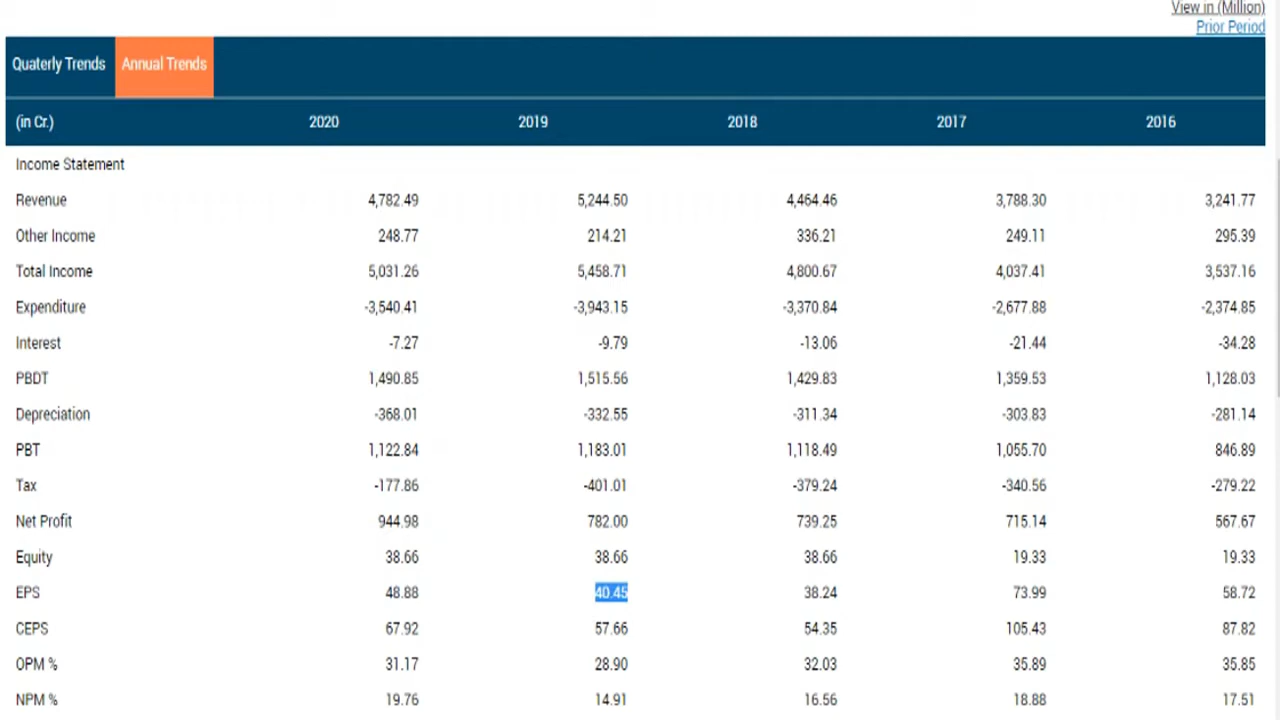 View in (Million)
Prior Period
Quaterly Trends Annual Trends
(in Cr.) 2020 2019 2018 2017 2016
Income Statement
Revenue 4,782.49 5,244.50 4,464.46 3,788.30 3,241.77
Other Income 248.77 214.21 336.21 249.11 295.39
Total Income 5,031.26 5,458.71 4,800.67 4,037.41 3,537.16
Expenditure -3,540.41 -3,943.15 -3,370.84 -2,677.88 -2,374.85
Interest -7.27 -9.79 -13.06 -21.44 -34.28
PBDT 1,490.85 1,515.56 1,429.83 1,359.53 1,128.03
Depreciation -368.01 -332.55 -311.34 -303.83 -281.14
PBT 1,122.84 1,183.01 1,118.49 1,055.70 846.89
Tax -177.86 -401.01 -379.24 -340.56 -279.22
Net Profit 944.98 782.00 739.25 715.14 567.67
Equity 38.66 38.66 38.66 19.33 19.33
EPS 48.88 40.45 38.24 73.99 58.72
CEPS 67.92 57.66 54.35 105.43 87.82
OPM % 31.17 28.90 32.03 35.89 35.85
NPM % 19.76 14.91 16.56 18.88 17.51